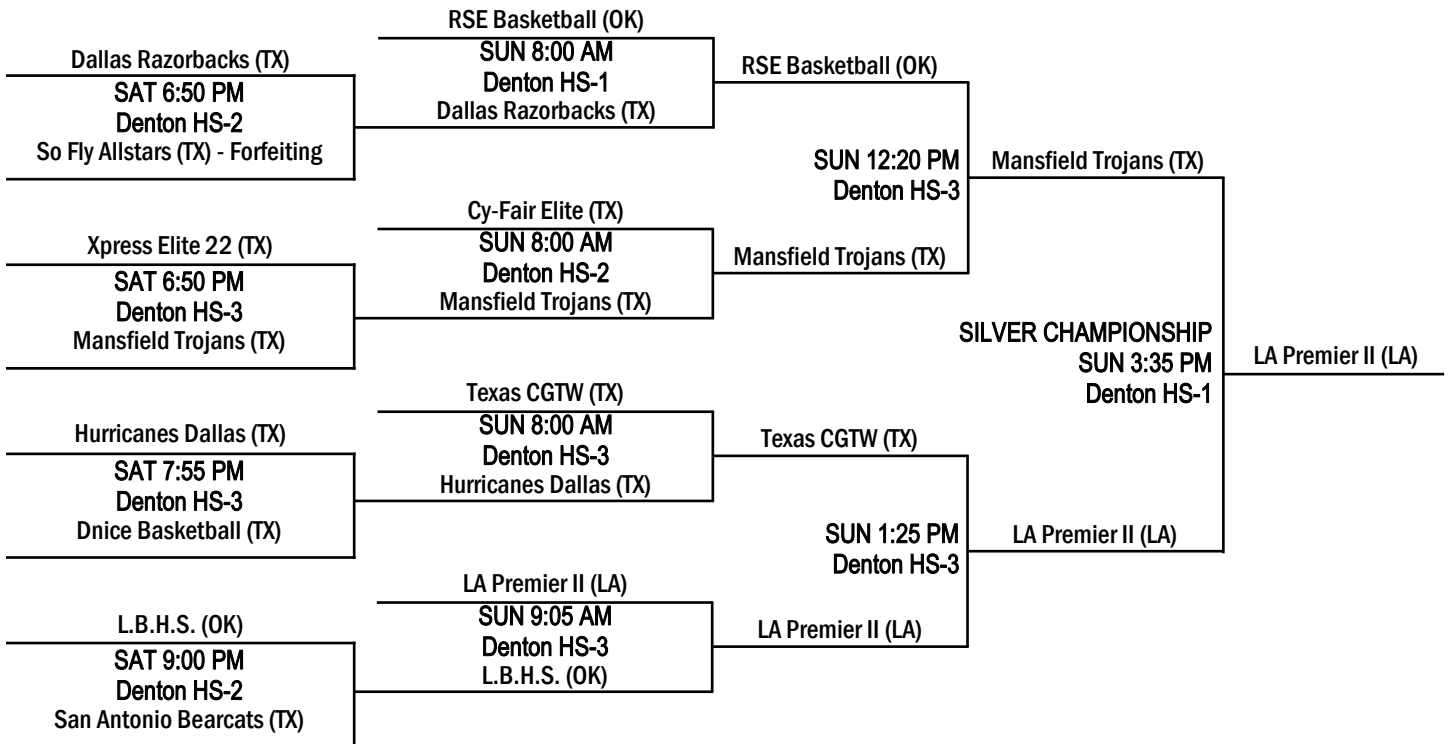 RSE Basketball (OK)
Dallas Razorbacks (TX)
SUN 8:00 AM
Denton HS-1
RSE Basketball (OK)
SAT 6:50 PM
Denton HS-2
Dallas Razorbacks (TX)
So Fly Allstars (TX) - Forfeiting
SUN 12:20 PM
Denton HS-3
Mansfield Trojans (TX)
Cy-Fair Elite (TX)
Xpress Elite 22 (TX)
SUN 8:00 AM
Denton HS-2
Mansfield Trojans (TX)
SAT 6:50 PM
Denton HS-3
Mansfield Trojans (TX)
Mansfield Trojans (TX)
SILVER CHAMPIONSHIP
SUN 3:35 PM
Denton HS-1
LA Premier II (LA)
Texas CGTW (TX)
Hurricanes Dallas (TX)
SUN 8:00 AM
Denton HS-3
Texas CGTW (TX)
SAT 7:55 PM
Denton HS-3
Hurricanes Dallas (TX)
Dnice Basketball (TX)
SUN 1:25 PM
Denton HS-3
LA Premier II (LA)
LA Premier II (LA)
L.B.H.S. (OK)
SUN 9:05 AM
Denton HS-3
LA Premier II (LA)
SAT 9:00 PM
Denton HS-2
L.B.H.S. (OK)
San Antonio Bearcats (TX)